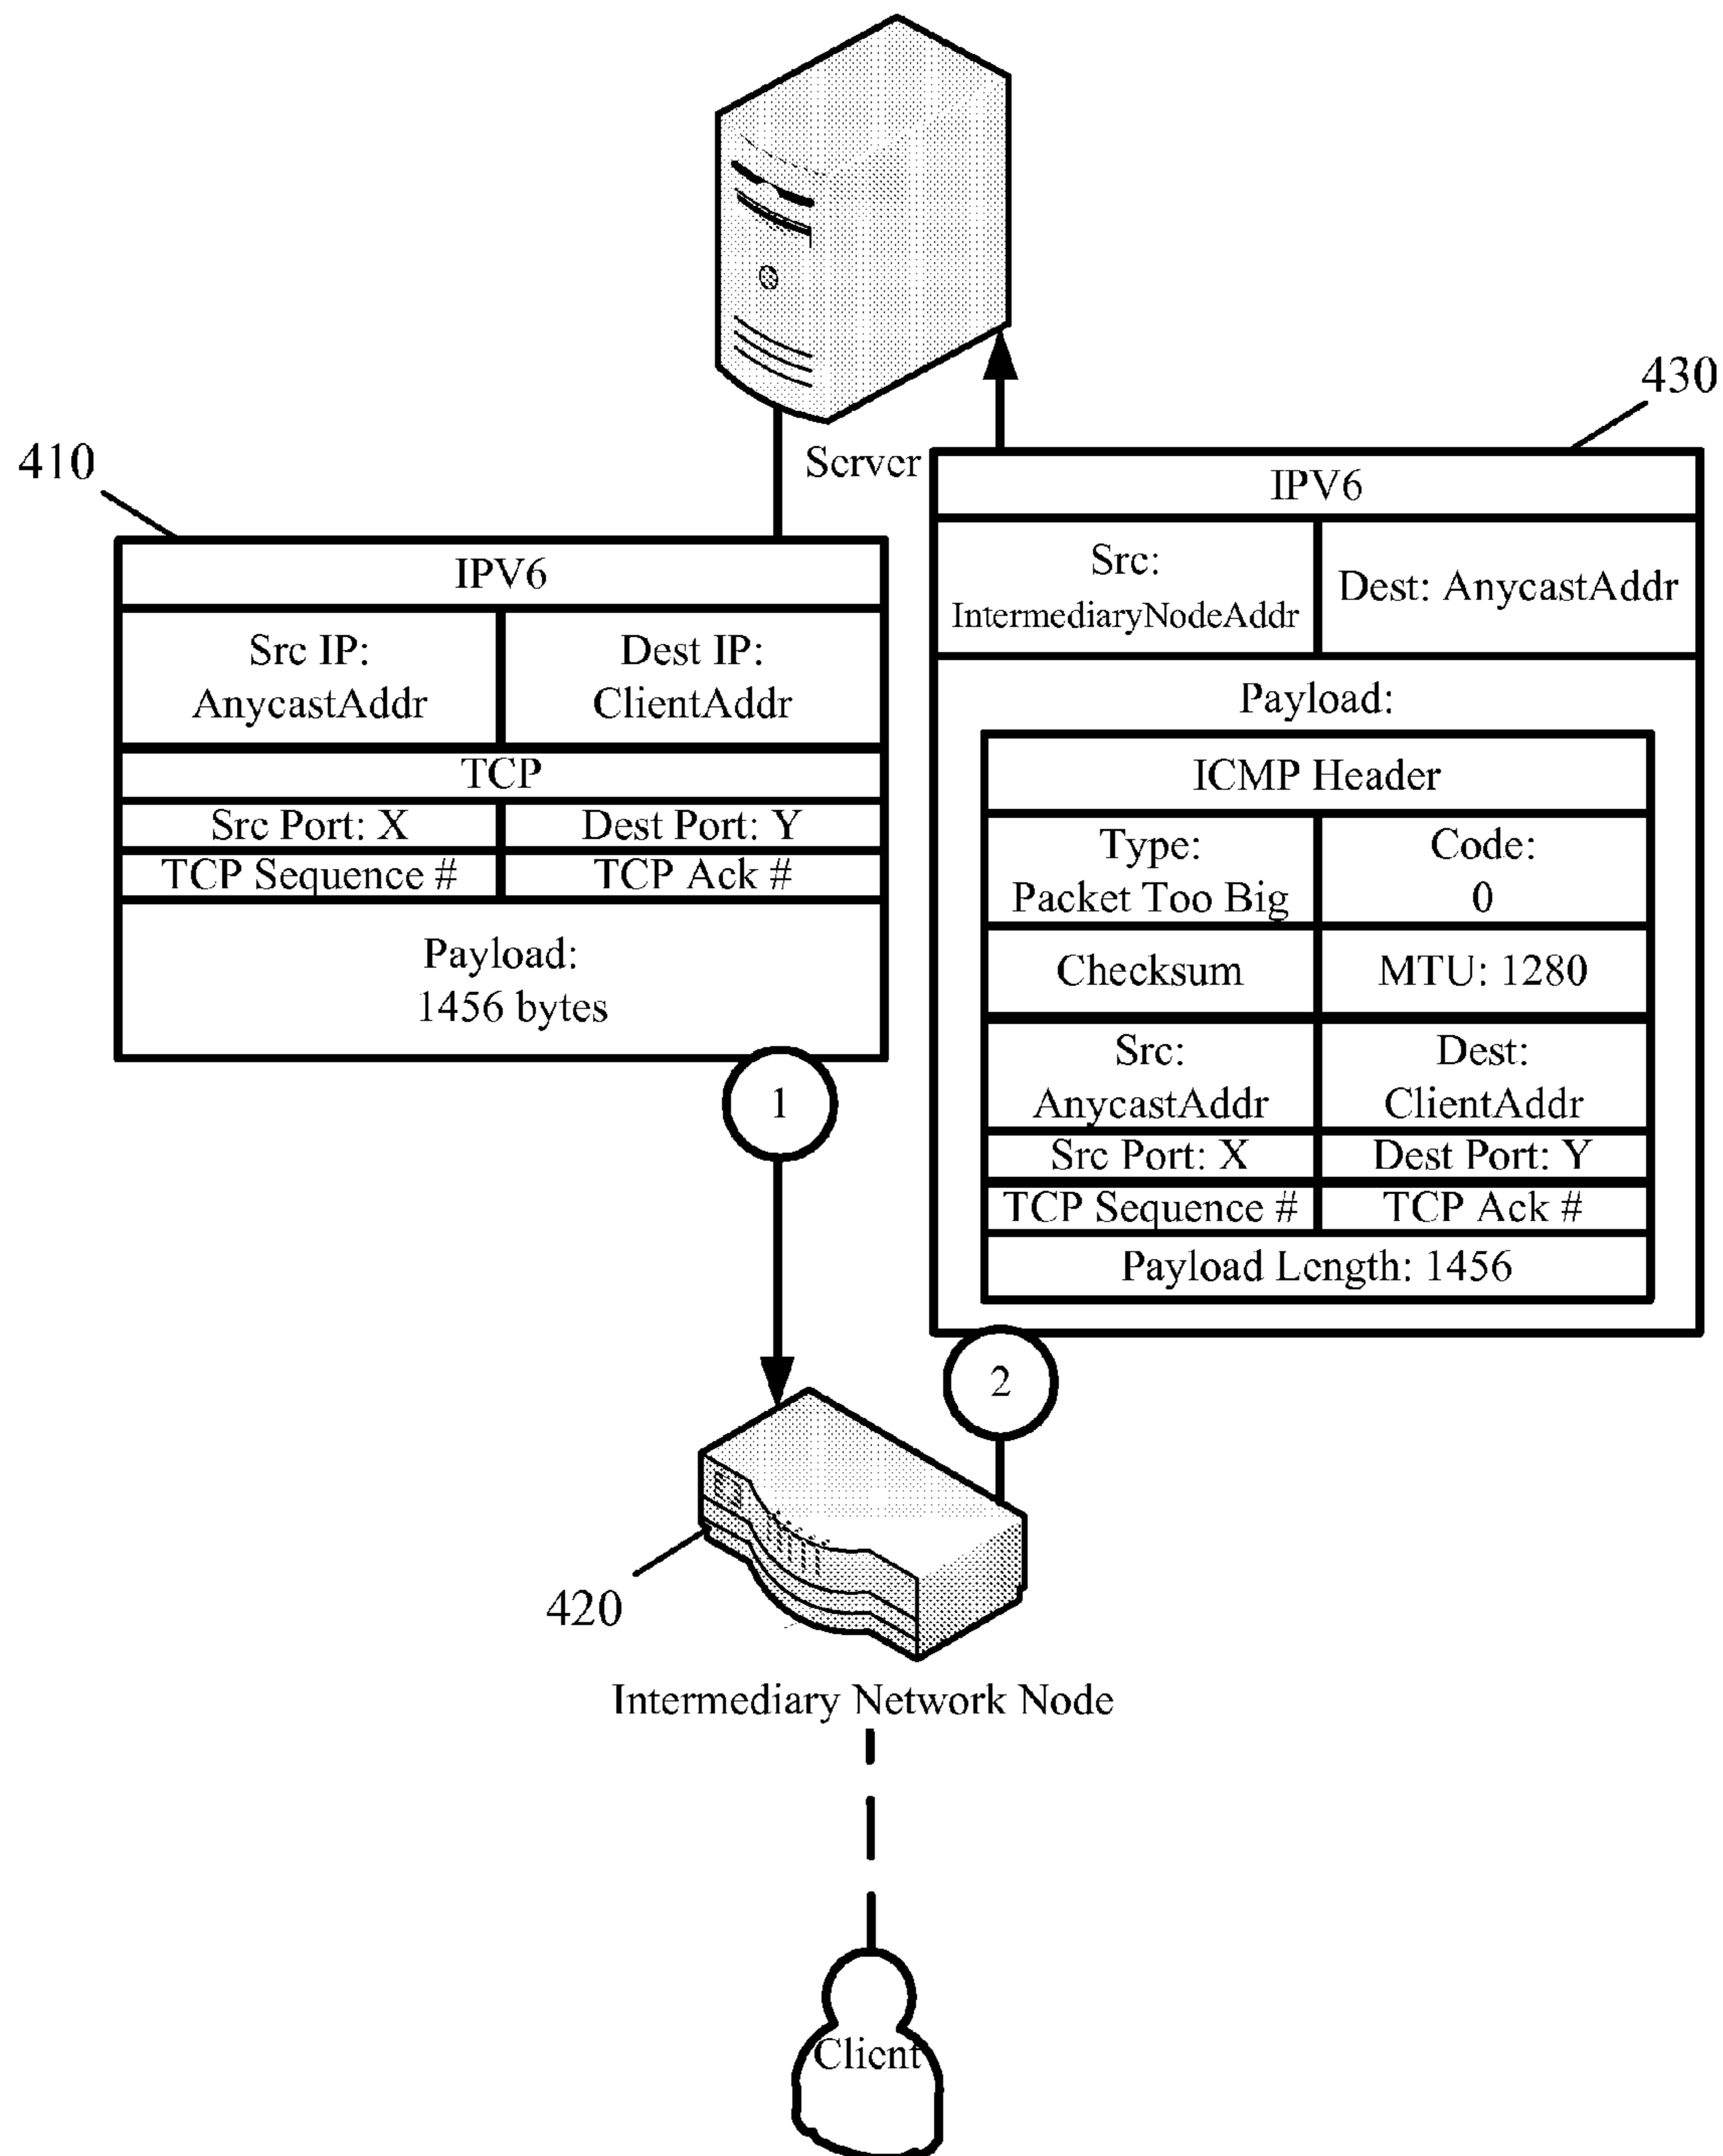 Server
410
IPV6
Src IP:
AnycastAddr
Dest IP:
ClientAddr
TCP
Src Port: X
Dest Port: Y
TCP Sequence #
TCP Ack #
Payload:
1456 bytes
1
430
IPV6
Src:
IntermediaryNodeAddr
Dest: AnycastAddr
Payload:
ICMP Header
Type:
Packet Too Big
Code:
0
Checksum
MTU: 1280
Src:
AnycastAddr
Dest:
ClientAddr
Src Port: X
Dest Port: Y
TCP Sequence #
TCP Ack #
Payload Length: 1456
2
420
Intermediary Network Node
Client